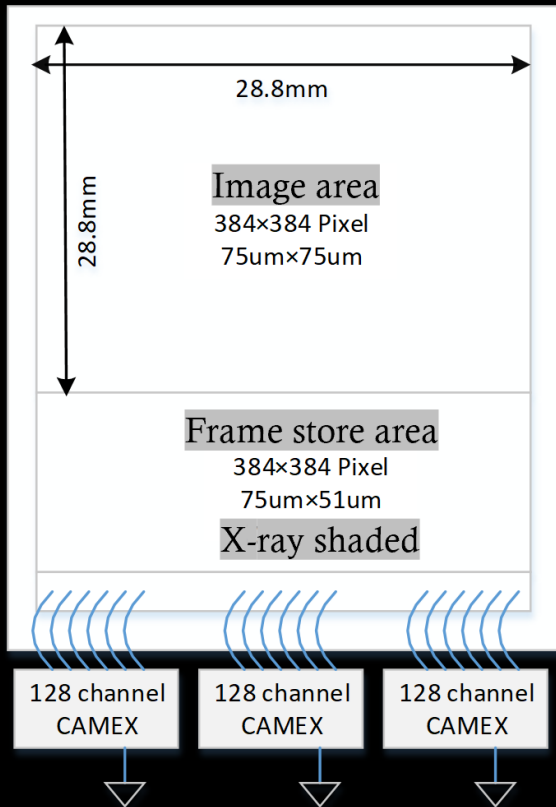 28.8mm
28.8mm
Image area
384×384 Pixel
75um×75um
Frame store area
384×384 Pixel
75um×51um
X-ray shaded
128 channel
CAMEX
128 channel
CAMEX
128 channel
CAMEX